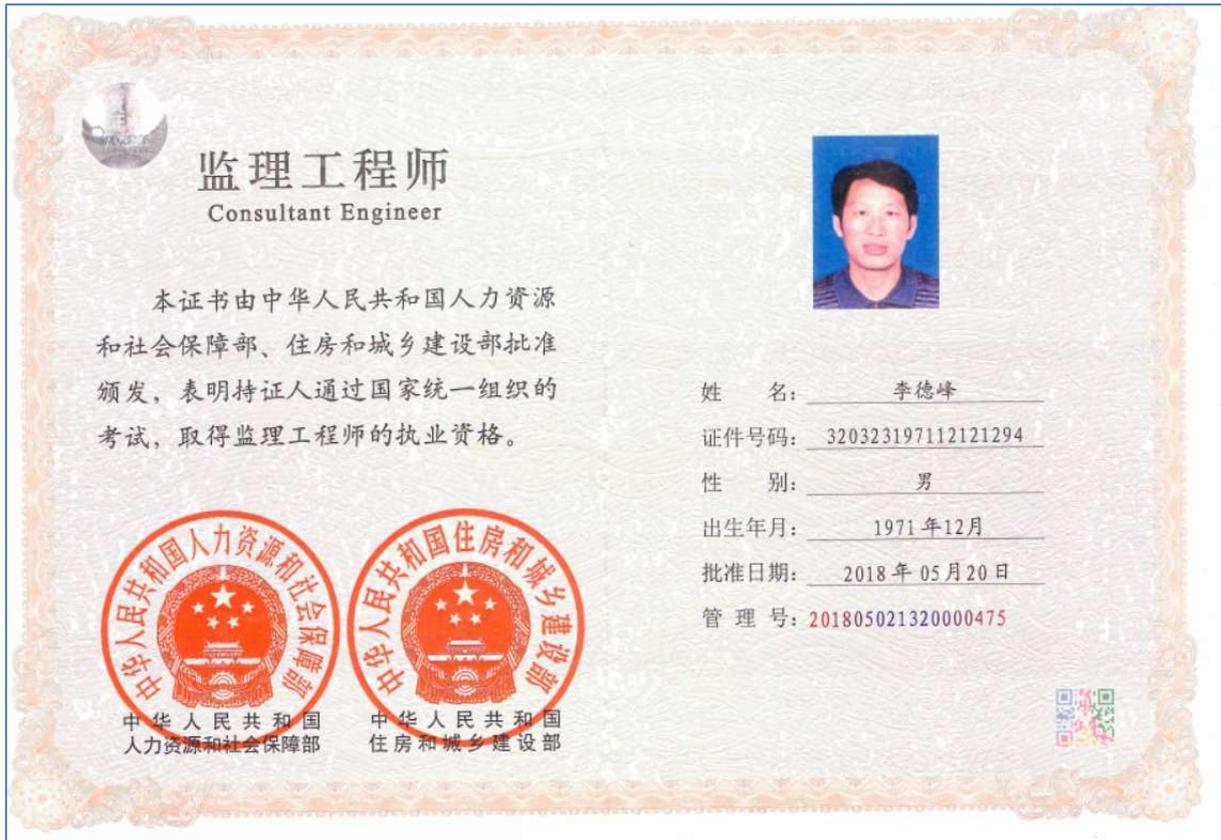 监理工程师
Consultant Engineer
本证书由中华人民共和国人力资源
和社会保障部、住房和城乡建设部批准
颁发，表明持证人通过国家统一组织的
考试，取得监理工程师的执业资格。
中华人民共和国人力资源和社会保障部
中华人民共和国
人力资源和社会保障部
中华人民共和国住房和城乡建设部
中华人民共和国
住房和城乡建设部
姓 名：李德峰
证件号码：320323197112121294
性 别：男
出生年月：1971年12月
批准日期：2018年05月20日
管 理 号：201805021320000475